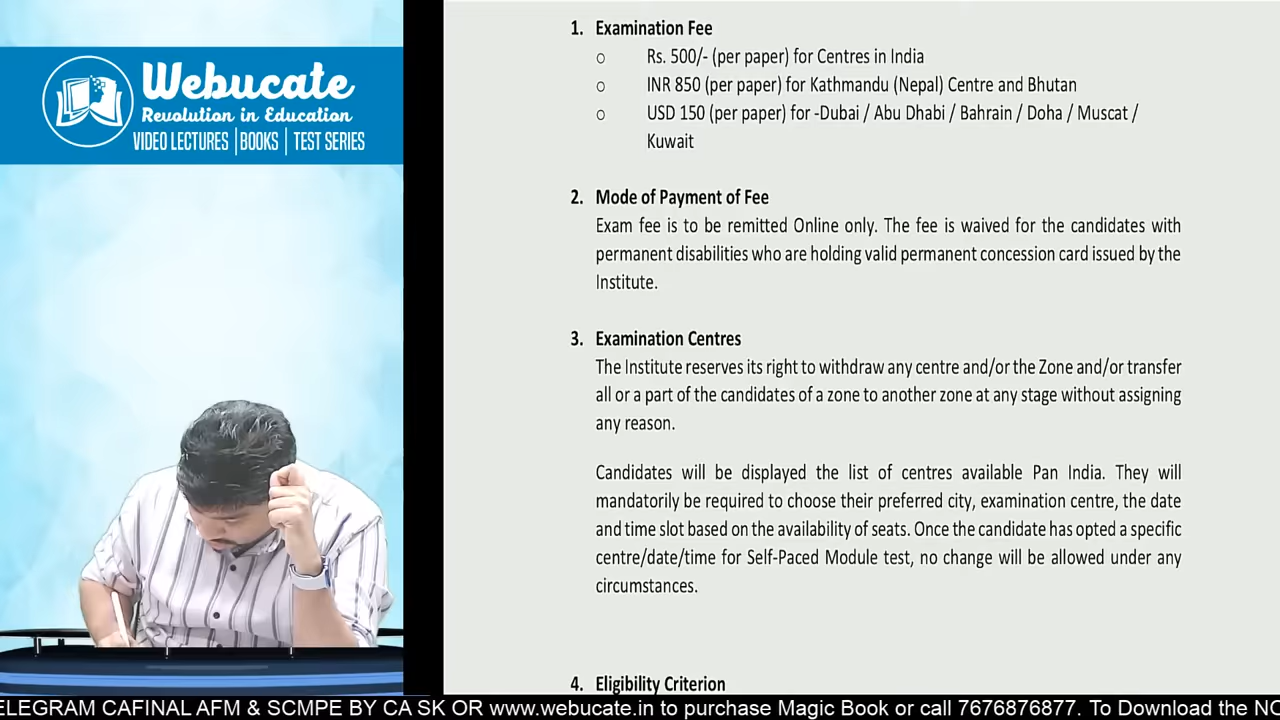 Webucate
Revolution in Education
VIDEO LECTURES | BOOKS | TEST SERIES
1. Examination Fee
o Rs. 500/- (per paper) for Centres in India
o INR 850 (per paper) for Kathmandu (Nepal) Centre and Bhutan
o USD 150 (per paper) for -Dubai / Abu Dhabi / Bahrain / Doha / Muscat /
Kuwait
2. Mode of Payment of Fee
Exam fee is to be remitted Online only. The fee is waived for the candidates with
permanent disabilities who are holding valid permanent concession card issued by the
Institute.
3. Examination Centres
The Institute reserves its right to withdraw any centre and/or the Zone and/or transfer
all or a part of the candidates of a zone to another zone at any stage without assigning
any reason.
Candidates will be displayed the list of centres available Pan India. They will
mandatorily be required to choose their preferred city, examination centre, the date
and time slot based on the availability of seats. Once the candidate has opted a specific
centre/date/time for Self-Paced Module test, no change will be allowed under any
circumstances.
4. Eligibility Criterion
ELEGRAM CAFINAL AFM & SCMPE BY CA SK OR www.webucate.in to purchase Magic Book or call 7676876877. To Download the NO